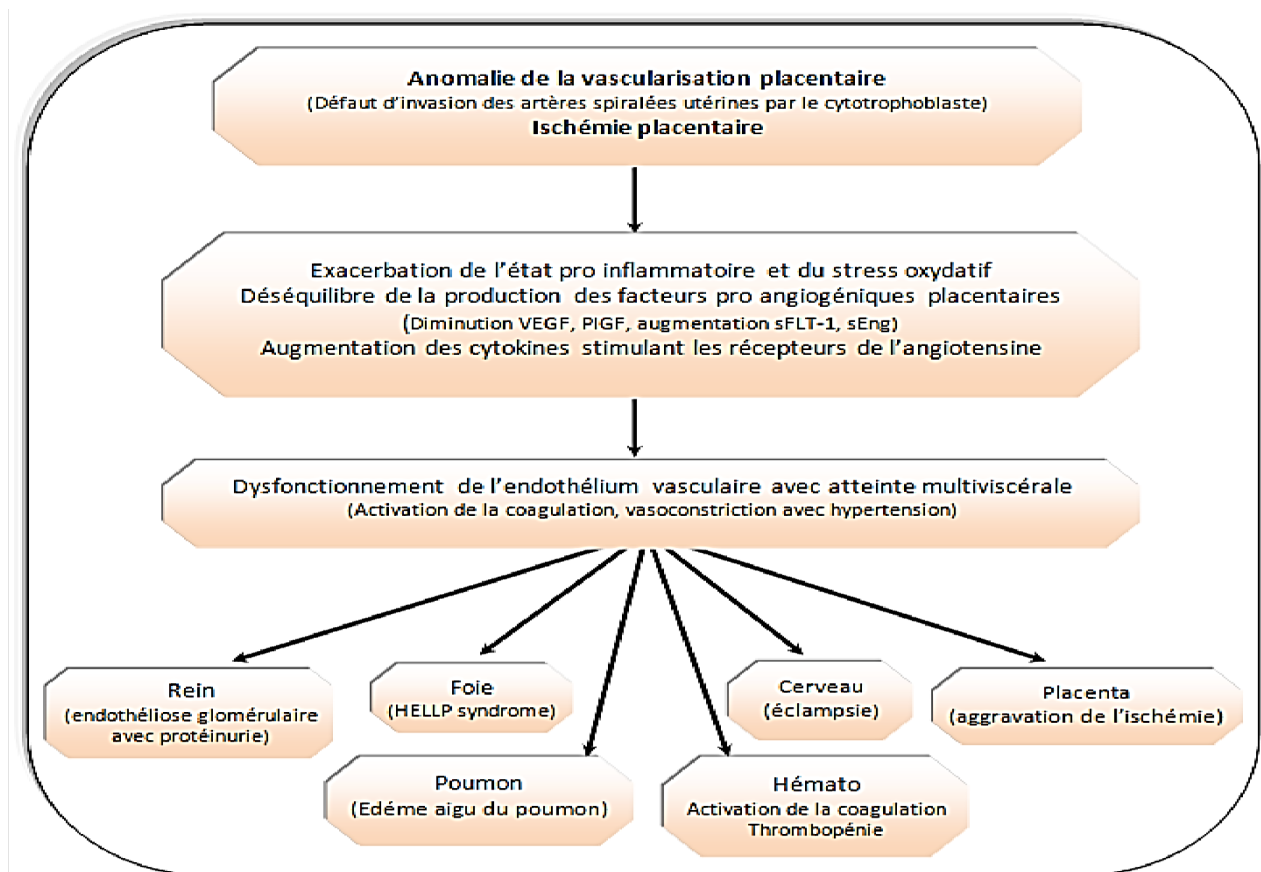 Anomalie de la vascularisation placentaire
(Défaut d'invasion des artères spiralées utérines par le cytotrophoblaste)
Ischémie placentaire
Exacerbation de l'état pro inflammatoire et du stress oxydatif
Déséquilibre de la production des facteurs pro angiogéniques placentaires
(Diminution VEGF, PIGF, augmentation sFLT-1, sEng)
Augmentation des cytokines stimulant les récepteurs de l'angiotensine
Dysfonctionnement de l'endothélium vasculaire avec atteinte multiviscérale
(Activation de la coagulation, vasoconstriction avec hypertension)
Rein
(endothéliose glomérulaire
avec protéinurie)
Foie
(HELLP syndrome)
Cerveau
(éclampsie)
Placenta
(aggravation de l'ischémie)
Poumon
(Edéme aigu du poumon)
Hémato
Activation de la coagulation
Thrombopénie